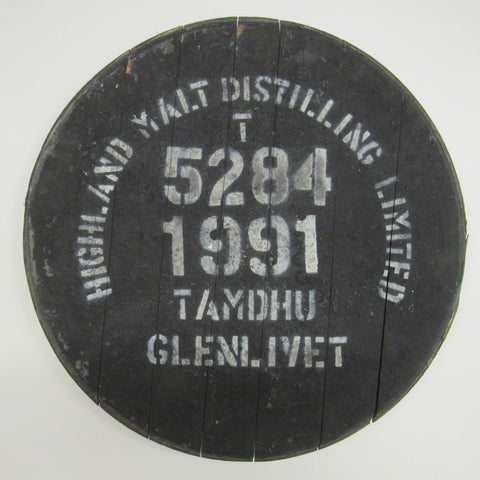 HIGHLAND MALT DISTILLING LIMITED
T
5284
1991
TAMDHU
GLENLIVET